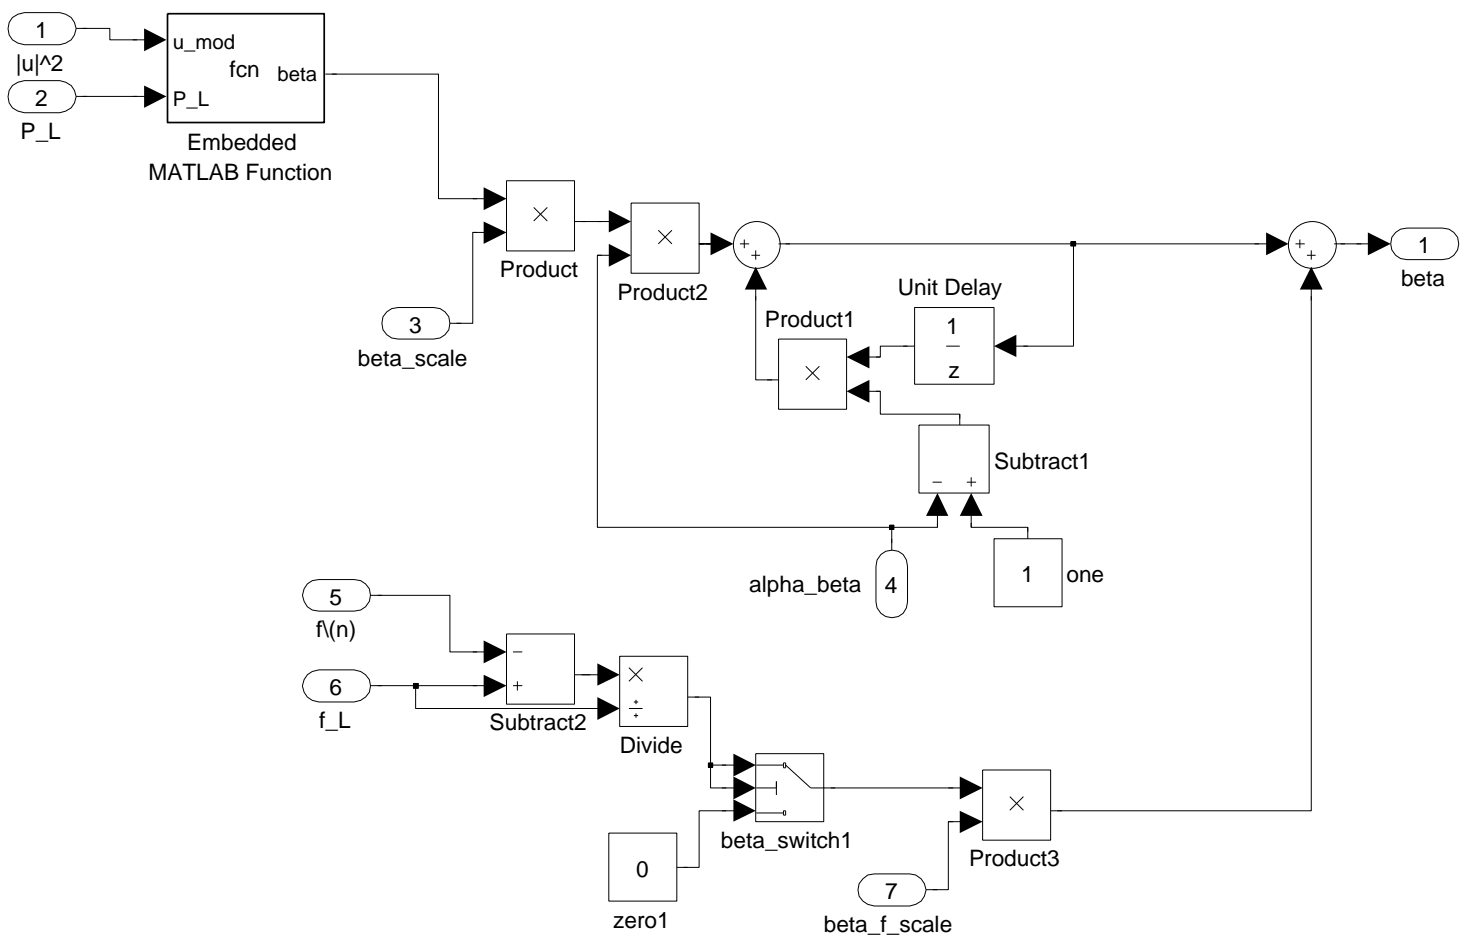 1
u_mod
|u|^2
fcn
beta
2
P_L
P_L
Embedded
MATLAB Function
×
Product
×
Product2
+
+
+
+
1
beta
3
beta_scale
Unit Delay
Product1
1
z
×
Subtract1
− +
alpha_beta
4
1
one
5
f\(n)
−
+
6
f_L
Subtract2
×
÷
Divide
beta_switch1
0
zero1
×
Product3
7
beta_f_scale